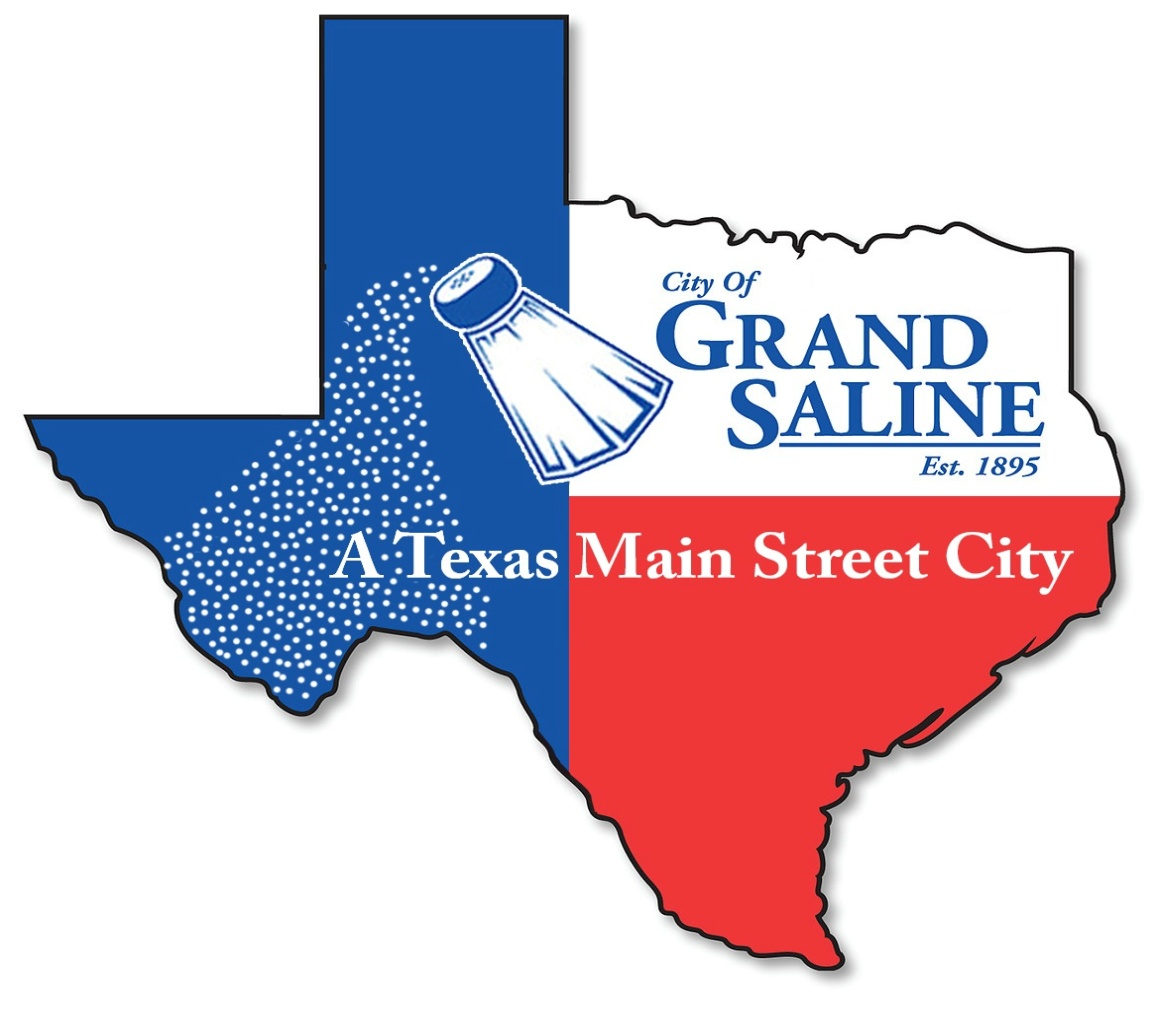 City Of
GRAND
SALINE
Est. 1895
A Texas Main Street City